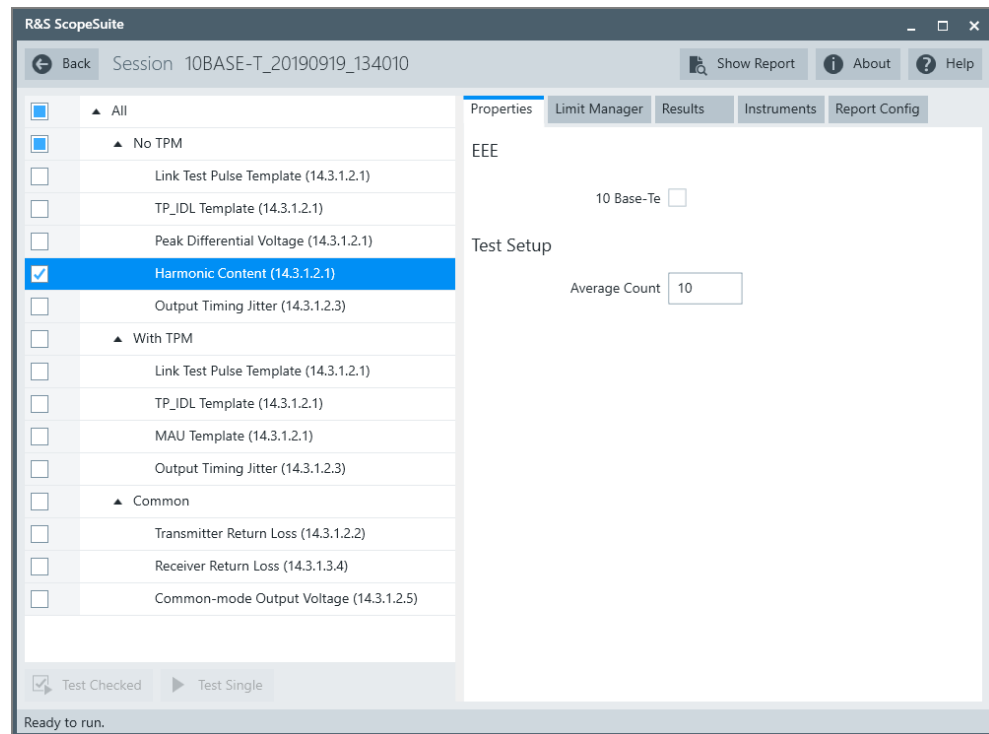 R&S ScopeSuite
Back Session 10BASE-T_20190919_134010 Show Report About Help
All
No TPM
Link Test Pulse Template (14.3.1.2.1)
TP_IDL Template (14.3.1.2.1)
Peak Differential Voltage (14.3.1.2.1)
Harmonic Content (14.3.1.2.1)
Output Timing Jitter (14.3.1.2.3)
With TPM
Link Test Pulse Template (14.3.1.2.1)
TP_IDL Template (14.3.1.2.1)
MAU Template (14.3.1.2.1)
Output Timing Jitter (14.3.1.2.3)
Common
Transmitter Return Loss (14.3.1.2.2)
Receiver Return Loss (14.3.1.3.4)
Common-mode Output Voltage (14.3.1.2.5)
Properties Limit Manager Results Instruments Report Config
EEE
10 Base-Te
Test Setup
Average Count 10
Test Checked Test Single
Ready to run.